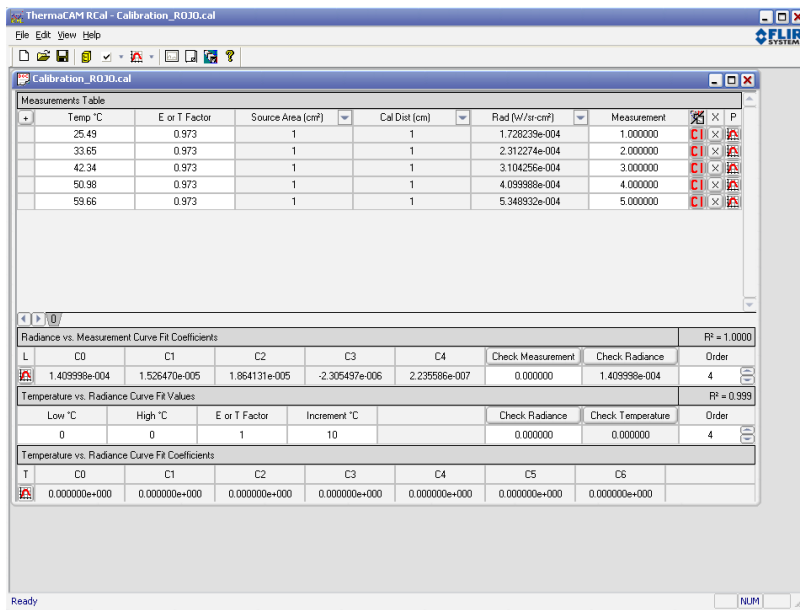 ThermaCAM RCal - Calibration_ROJO.cal
File Edit View Help
FLIR
SYSTEMS
Calibration_ROJO.cal
Measurements Table
+ Temp °C E or T Factor Source Area (cm²) Cal Dist (cm) Rad (W/sr-cm²) Measurement X P
25.49 0.973 1 1 1.728239e-004 1.000000 CI X
33.65 0.973 1 1 2.312274e-004 2.000000 CI X
42.34 0.973 1 1 3.104256e-004 3.000000 CI X
50.98 0.973 1 1 4.099988e-004 4.000000 CI X
59.66 0.973 1 1 5.348932e-004 5.000000 CI X
0
Radiance vs. Measurement Curve Fit Coefficients R² = 1.0000
L C0 C1 C2 C3 C4 Check Measurement Check Radiance Order
1.409998e-004 1.526470e-005 1.864131e-005 -2.305497e-006 2.235586e-007 0.000000 1.409998e-004 4
Temperature vs. Radiance Curve Fit Values R² = 0.999
Low °C High °C E or T Factor Increment °C Check Radiance Check Temperature Order
0 0 1 10 0.000000 0.000000 4
Temperature vs. Radiance Curve Fit Coefficients
T C0 C1 C2 C3 C4 C5 C6
0.000000e+000 0.000000e+000 0.000000e+000 0.000000e+000 0.000000e+000 0.000000e+000 0.000000e+000
Ready NUM